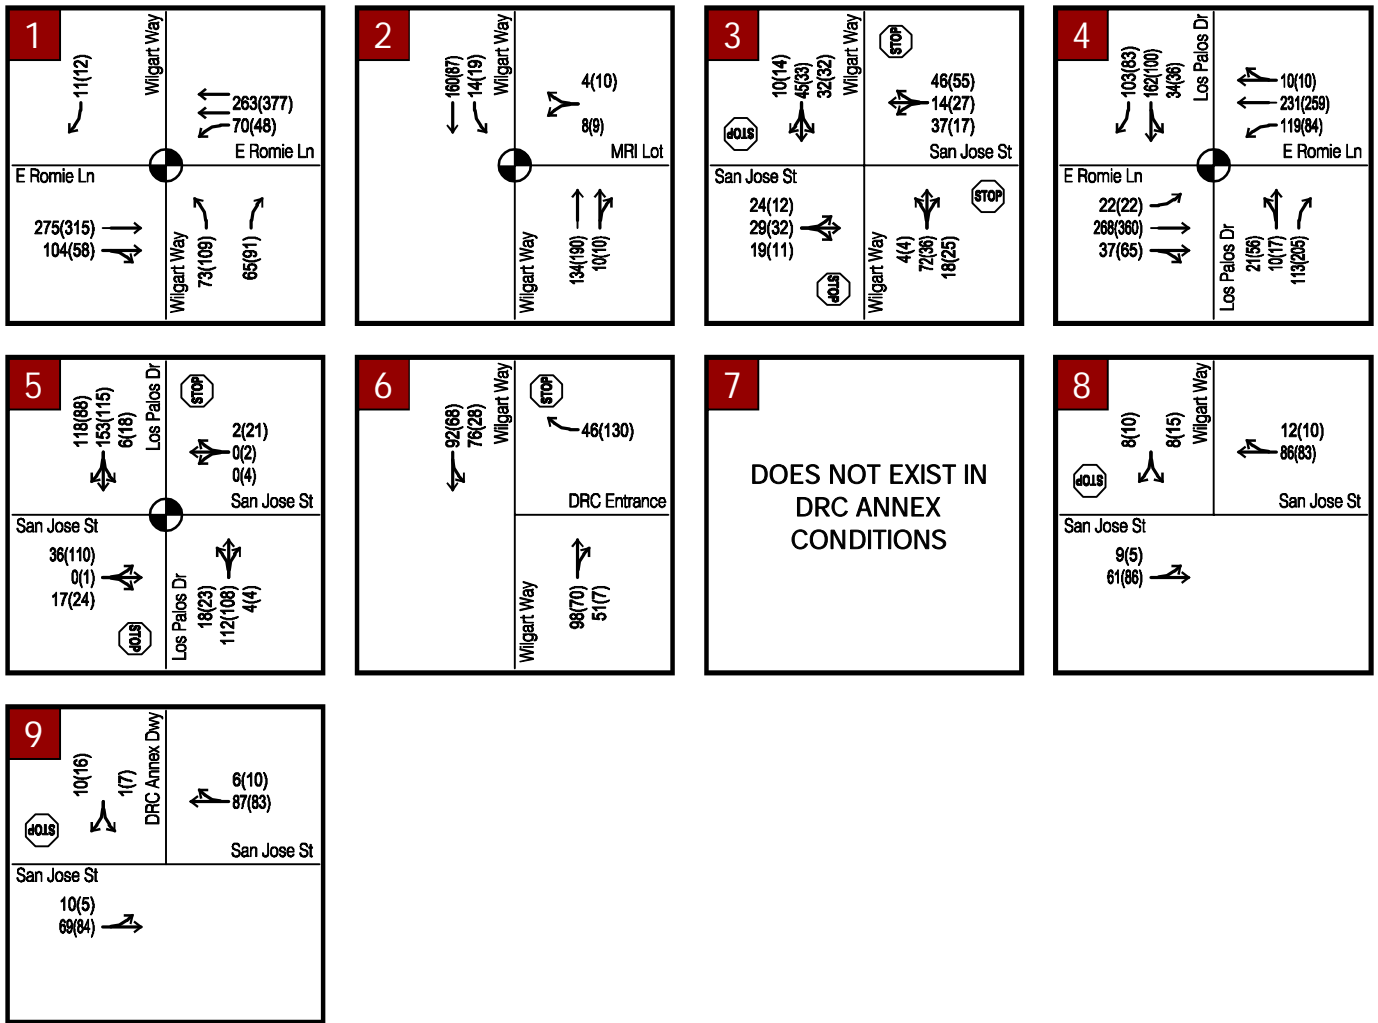 1
11(12)
Wilgart Way
263(377)
70(48)
E Romie Ln
E Romie Ln
275(315)
104(58)
Wilgart Way
73(109)
65(91)
2
160(87)
14(19)
Wilgart Way
4(10)
8(9)
MRI Lot
Wilgart Way
134(190)
10(10)
3
10(14)
45(33)
32(32)
Wilgart Way
STOP
46(55)
14(27)
37(17)
San Jose St
STOP
San Jose St
24(12)
29(32)
19(11)
STOP
Wilgart Way
4(4)
72(36)
18(25)
STOP
4
103(83)
162(100)
34(36)
Los Palos Dr
10(10)
231(259)
119(84)
E Romie Ln
E Romie Ln
22(22)
268(360)
37(65)
Los Palos Dr
21(56)
10(17)
113(205)
5
118(88)
153(115)
6(18)
Los Palos Dr
STOP
2(21)
0(2)
0(4)
San Jose St
San Jose St
36(110)
0(1)
17(24)
STOP
Los Palos Dr
18(23)
112(108)
4(4)
6
92(68)
76(28)
Wilgart Way
STOP
46(130)
DRC Entrance
Wilgart Way
98(70)
51(7)
7
DOES NOT EXIST IN
DRC ANNEX
CONDITIONS
8
8(10)
8(15)
Wilgart Way
STOP
12(10)
86(83)
San Jose St
San Jose St
9(5)
61(86)
9
10(16)
1(7)
DRC Annex Dwy
STOP
6(10)
87(83)
San Jose St
San Jose St
10(5)
69(84)